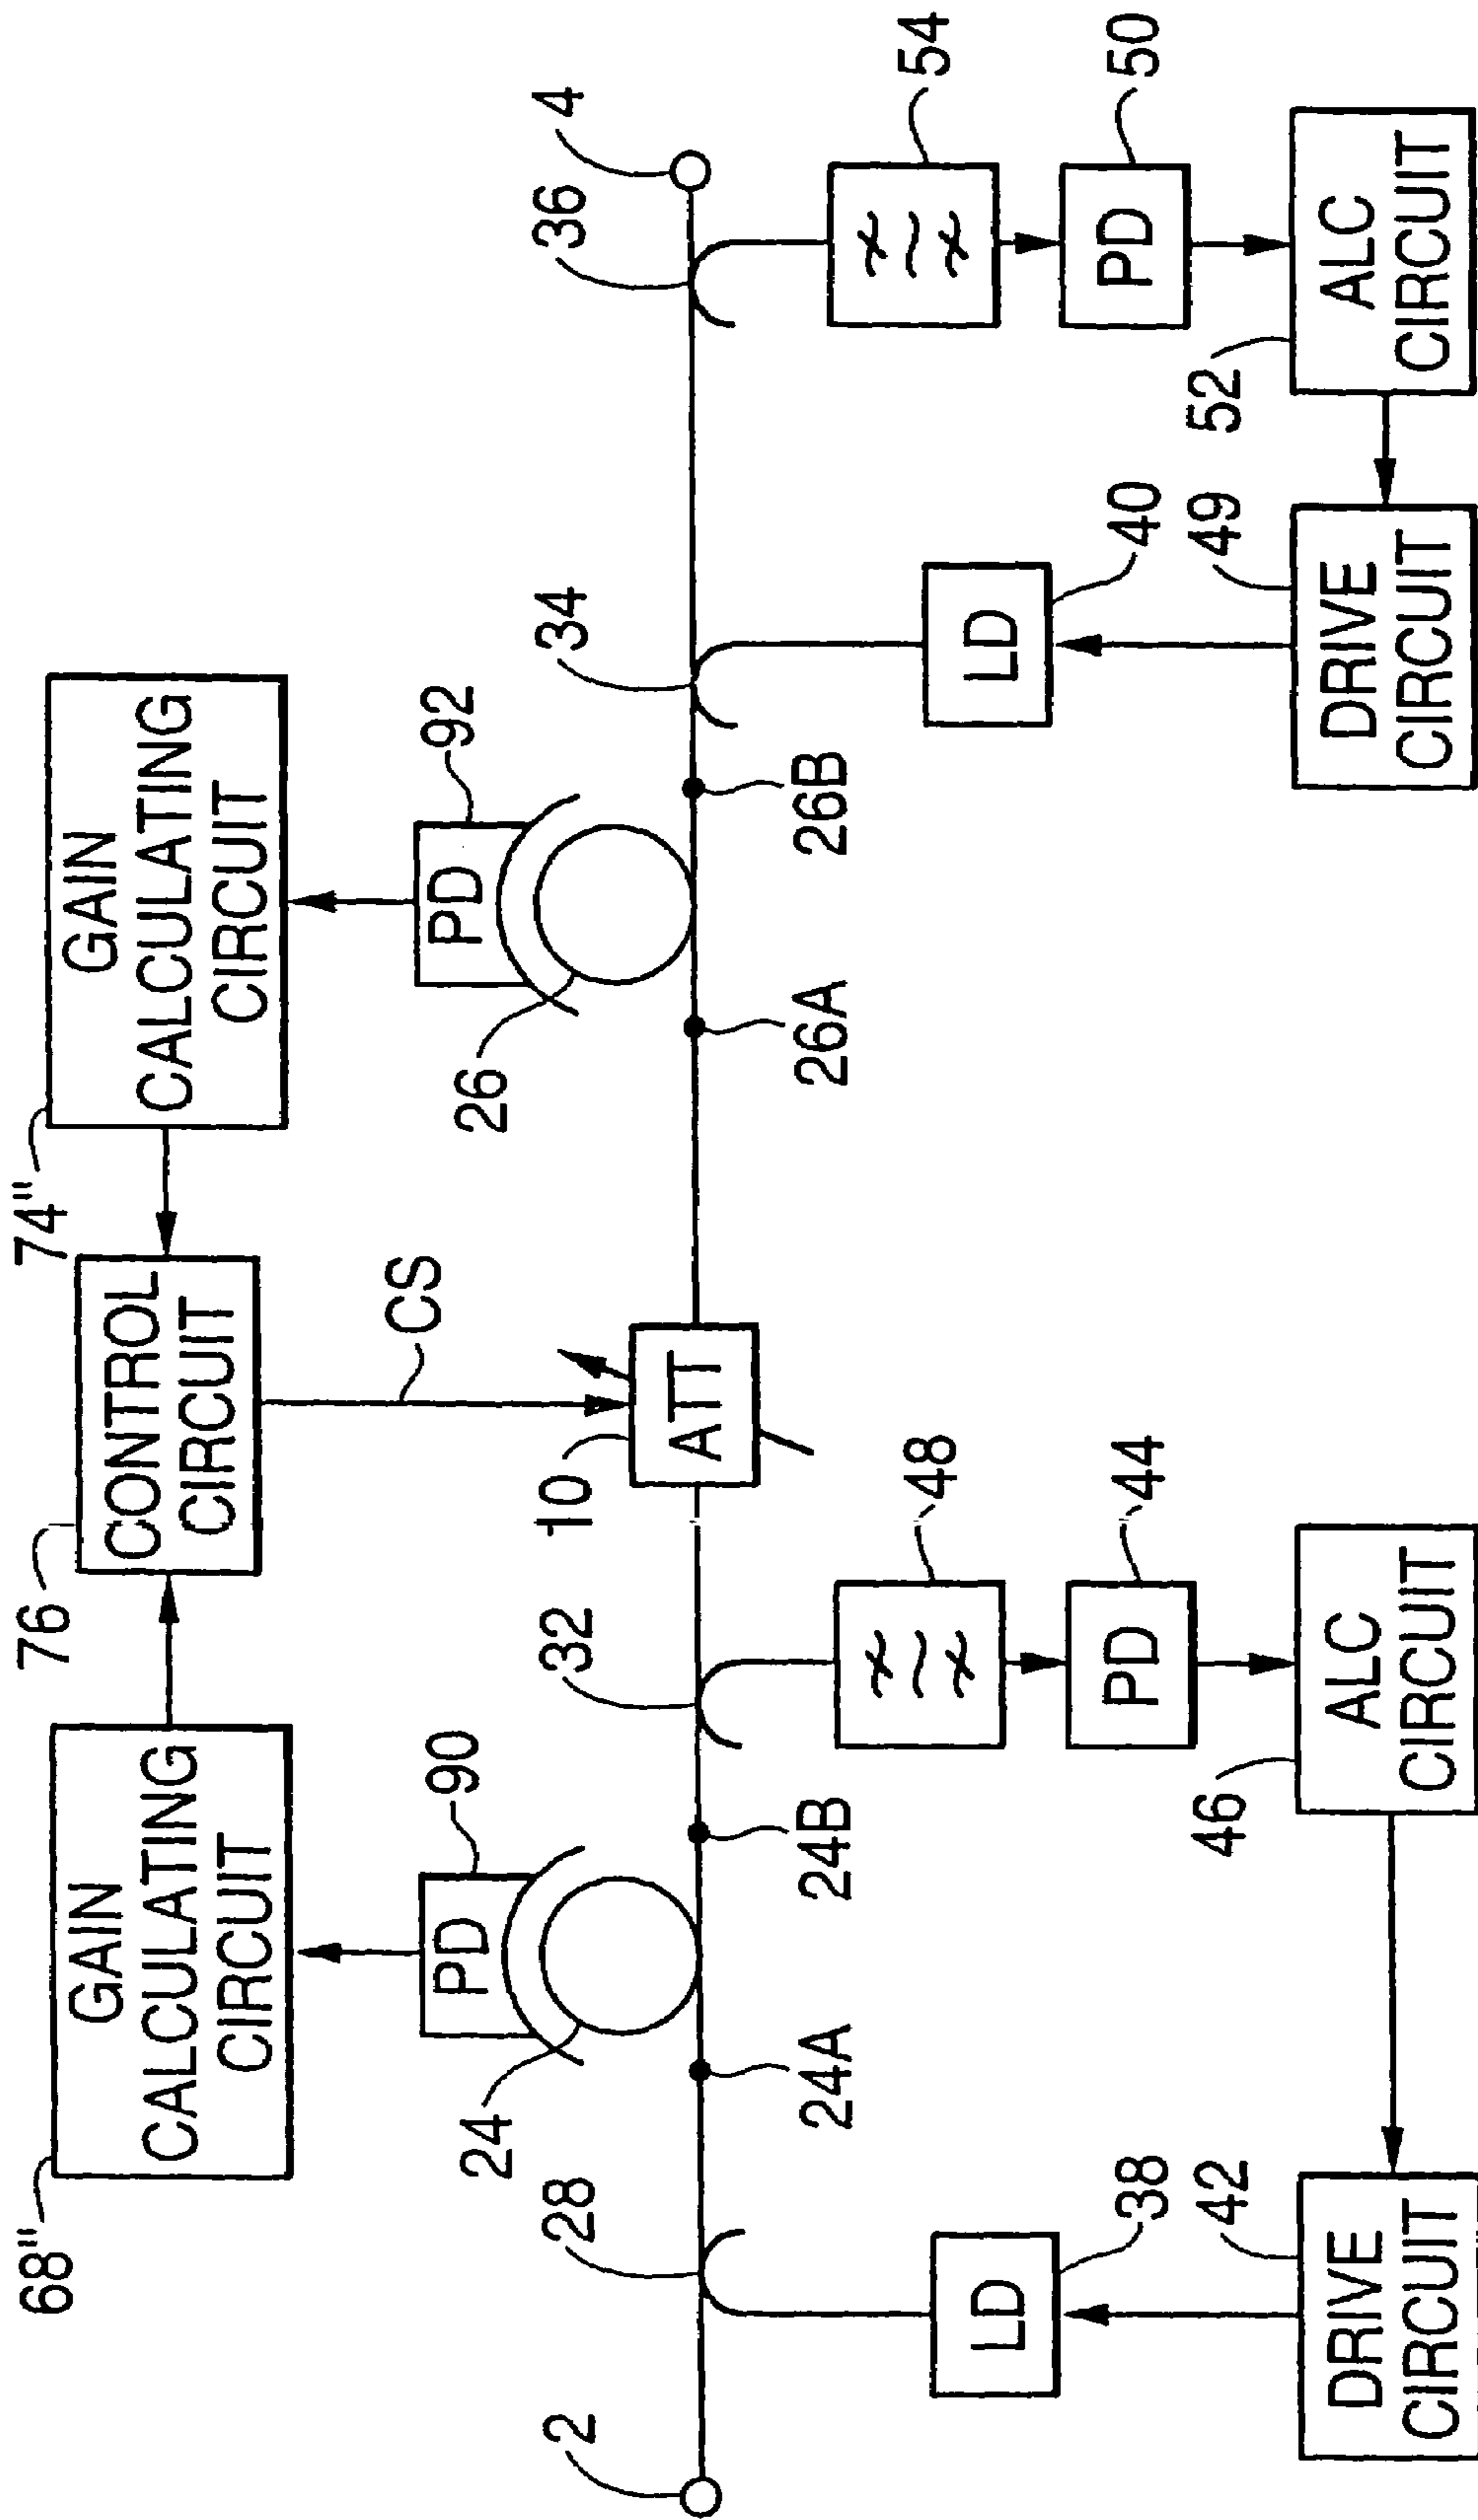 68"
GAIN
CALCULATING
CIRCUIT
76
CONTROL
CIRCUIT
74"
GAIN
CALCULATING
CIRCUIT
PD
90
CS
PD
92
2
28
24
32
10
26
34
36
4
ATT
24A
24B
26A
26B
LD
38
48
LD
40
54
PD
44
PD
50
42
DRIVE
CIRCUIT
46
ALC
CIRCUIT
49
DRIVE
CIRCUIT
52
ALC
CIRCUIT